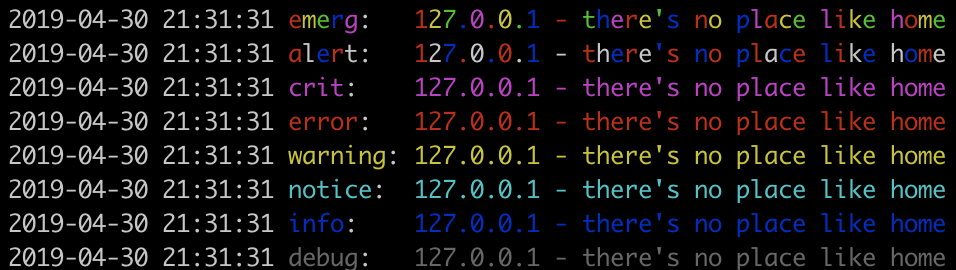 2019-04-30 21:31:31 emerg:   127.0.0.1 - there's no place like home
2019-04-30 21:31:31 alert:   127.0.0.1 - there's no place like home
2019-04-30 21:31:31 crit:    127.0.0.1 - there's no place like home
2019-04-30 21:31:31 error:   127.0.0.1 - there's no place like home
2019-04-30 21:31:31 warning: 127.0.0.1 - there's no place like home
2019-04-30 21:31:31 notice:  127.0.0.1 - there's no place like home
2019-04-30 21:31:31 info:    127.0.0.1 - there's no place like home
2019-04-30 21:31:31 debug:   127.0.0.1 - there's no place like home